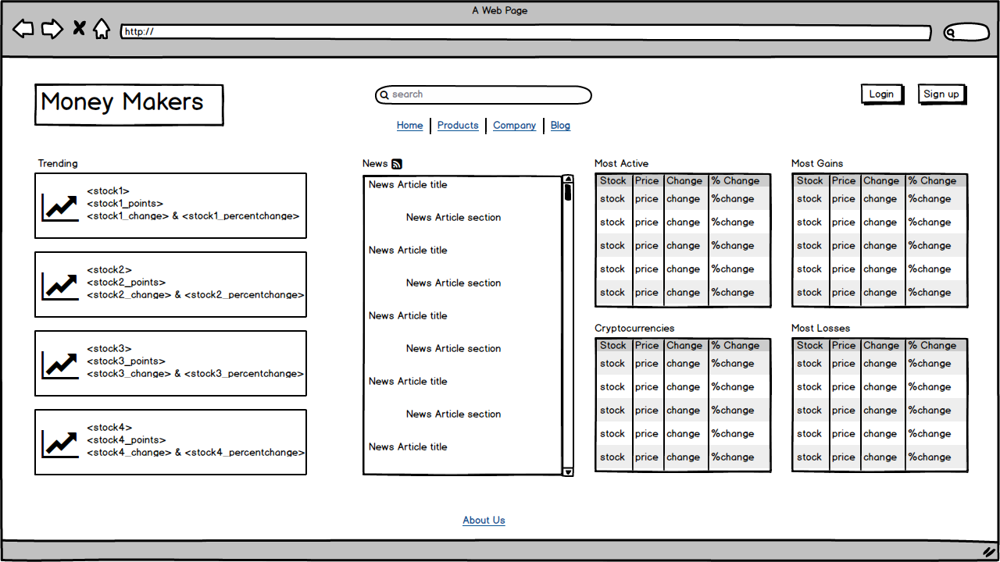 A Web Page
http://
Money Makers
search
Login
Sign up
Home
Products
Company
Blog
Trending
<stock1>
<stock1_points>
<stock1_change> & <stock1_percentchange>
<stock2>
<stock2_points>
<stock2_change> & <stock2_percentchange>
<stock3>
<stock3_points>
<stock3_change> & <stock3_percentchange>
<stock4>
<stock4_points>
<stock4_change> & <stock4_percentchange>
News
News Article title
News Article section
News Article title
News Article section
News Article title
News Article section
News Article title
News Article section
News Article title
Most Active
Stock Price Change % Change
stock price change %change
stock price change %change
stock price change %change
stock price change %change
stock price change %change
Most Gains
Stock Price Change % Change
stock price change %change
stock price change %change
stock price change %change
stock price change %change
stock price change %change
Cryptocurrencies
Stock Price Change % Change
stock price change %change
stock price change %change
stock price change %change
stock price change %change
stock price change %change
Most Losses
Stock Price Change % Change
stock price change %change
stock price change %change
stock price change %change
stock price change %change
stock price change %change
About Us